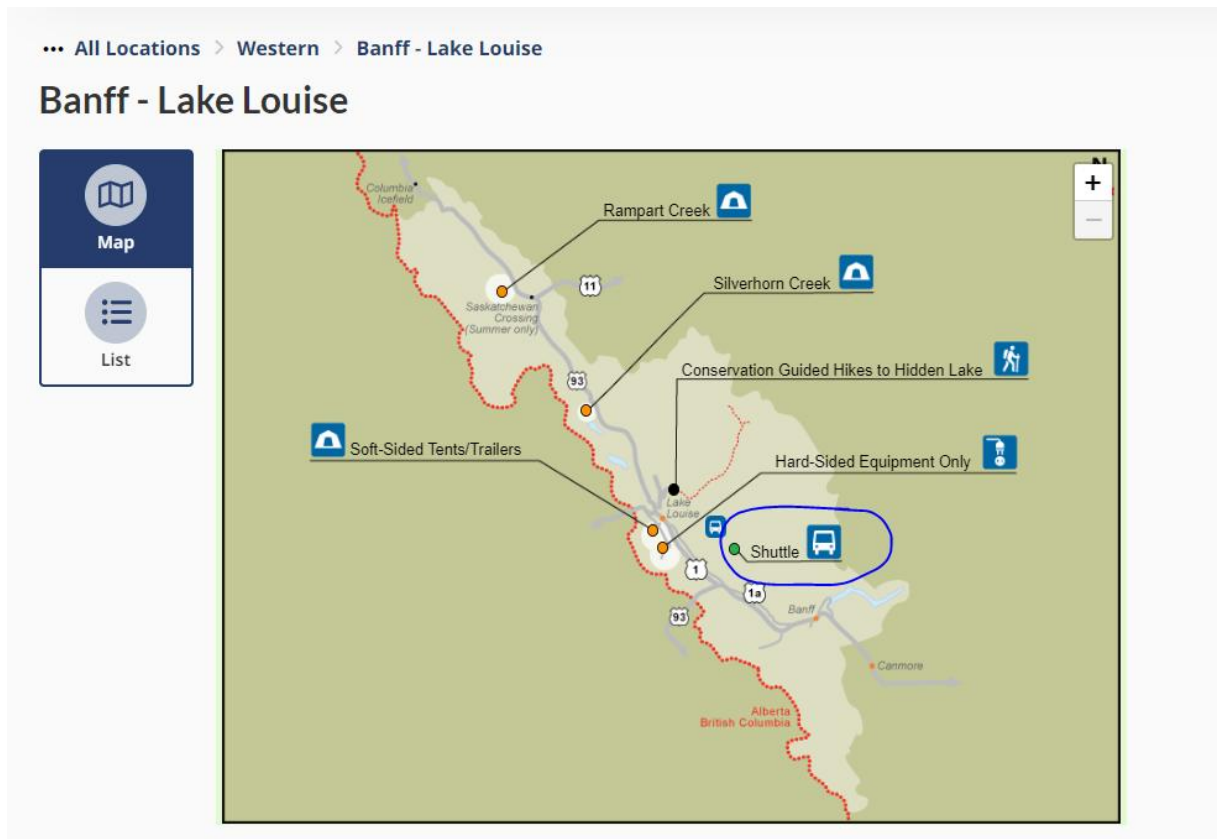 ••• All Locations > Western > Banff - Lake Louise
Banff - Lake Louise
Map
List
N
+
−
Columbia
Icefield
Rampart Creek
11
Silverhorn Creek
Saskatchewan
Crossing
(Summer only)
93
Conservation Guided Hikes to Hidden Lake
Soft-Sided Tents/Trailers
Hard-Sided Equipment Only
Lake
Louise
Shuttle
1
1a
93
Banff
Canmore
Alberta
British Columbia